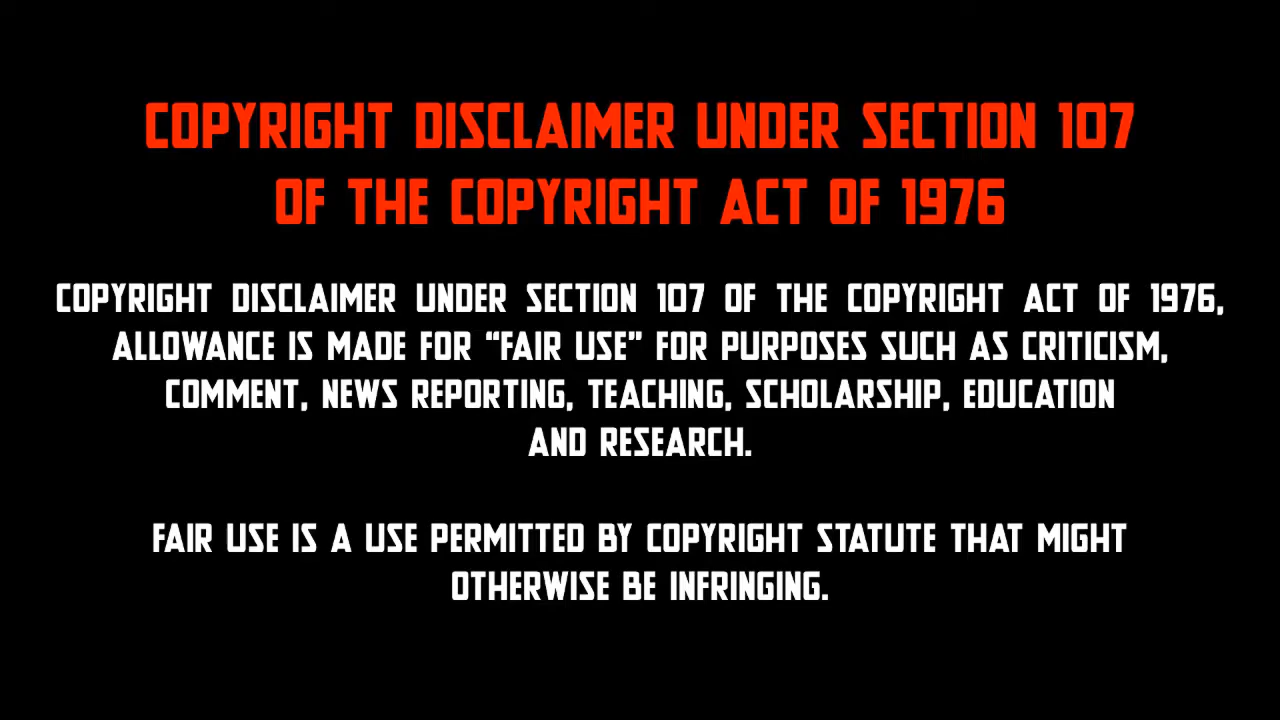 COPYRIGHT DISCLAIMER UNDER SECTION 107
OF THE COPYRIGHT ACT OF 1976
COPYRIGHT DISCLAIMER UNDER SECTION 107 OF THE COPYRIGHT ACT OF 1976,
ALLOWANCE IS MADE FOR “FAIR USE” FOR PURPOSES SUCH AS CRITICISM,
COMMENT, NEWS REPORTING, TEACHING, SCHOLARSHIP, EDUCATION
AND RESEARCH.
FAIR USE IS A USE PERMITTED BY COPYRIGHT STATUTE THAT MIGHT
OTHERWISE BE INFRINGING.